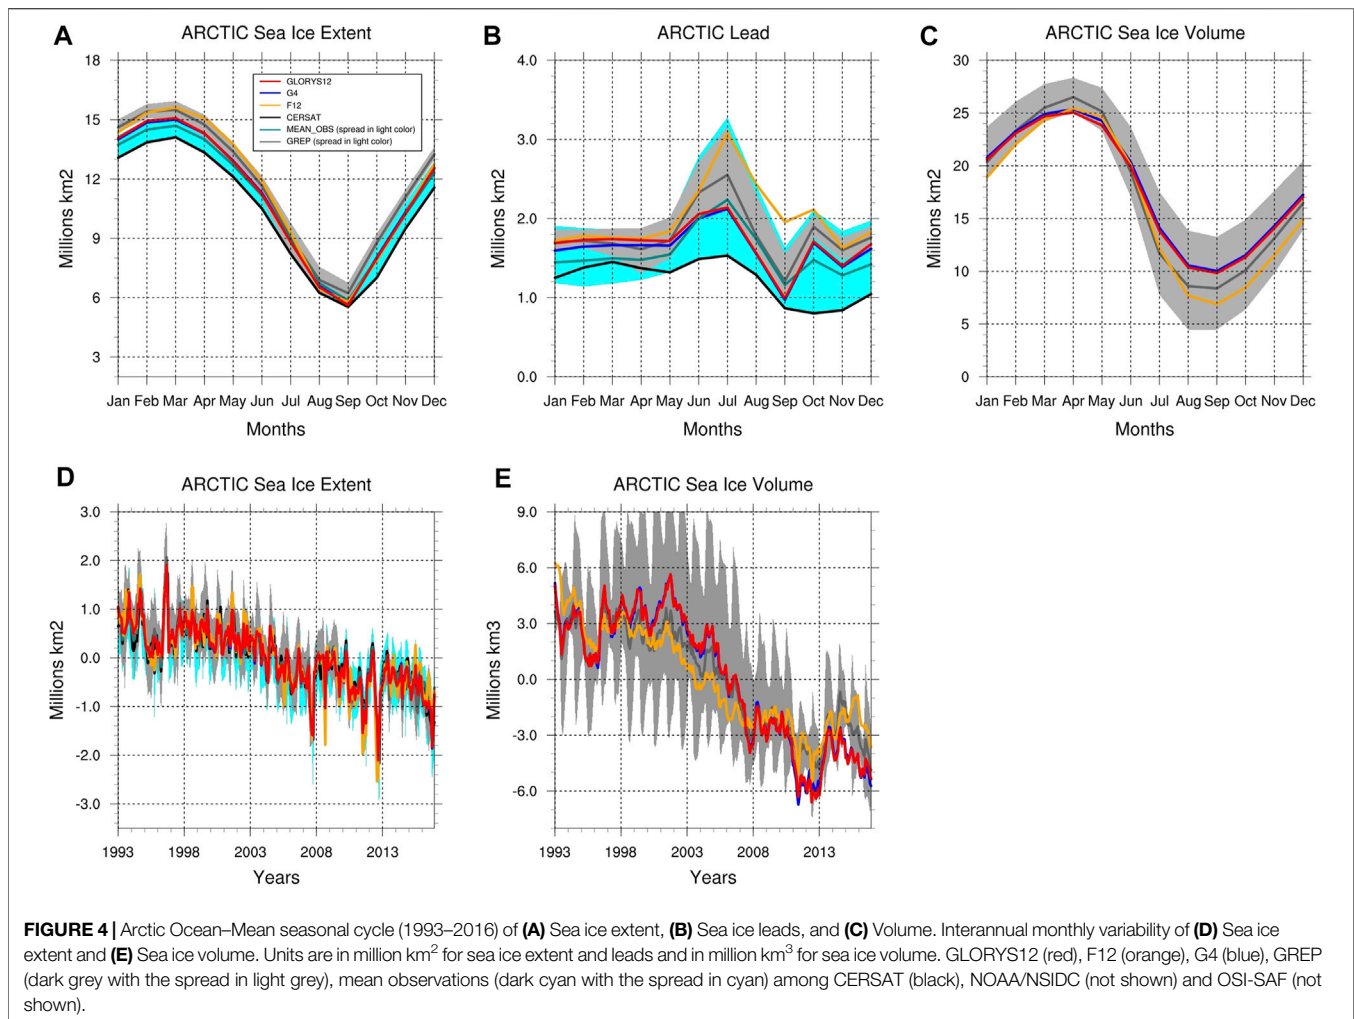 A ARCTIC Sea Ice Extent
Millions km2
18
15
12
9
6
3
GLORYS12
G4
F12
CERSAT
MEAN_OBS (spread in light color)
GREP (spread in light color)
Jan Feb Mar Apr May Jun Jul Aug Sep Oct Nov Dec
Months
B ARCTIC Lead
Millions km2
4.0
3.0
2.0
1.0
0.0
Jan Feb Mar Apr May Jun Jul Aug Sep Oct Nov Dec
Months
C ARCTIC Sea Ice Volume
Millions km2
30
25
20
15
10
5
0
Jan Feb Mar Apr May Jun Jul Aug Sep Oct Nov Dec
Months
D ARCTIC Sea Ice Extent
Millions km2
3.0
2.0
1.0
0.0
-1.0
-2.0
-3.0
1993 1998 2003 2008 2013
Years
E ARCTIC Sea Ice Volume
Millions km3
9.0
6.0
3.0
0.0
-3.0
-6.0
1993 1998 2003 2008 2013
Years
FIGURE 4 | Arctic Ocean–Mean seasonal cycle (1993–2016) of (A) Sea ice extent, (B) Sea ice leads, and (C) Volume. Interannual monthly variability of (D) Sea ice
extent and (E) Sea ice volume. Units are in million km² for sea ice extent and leads and in million km³ for sea ice volume. GLORYS12 (red), F12 (orange), G4 (blue), GREP
(dark grey with the spread in light grey), mean observations (dark cyan with the spread in cyan) among CERSAT (black), NOAA/NSIDC (not shown) and OSI-SAF (not
shown).